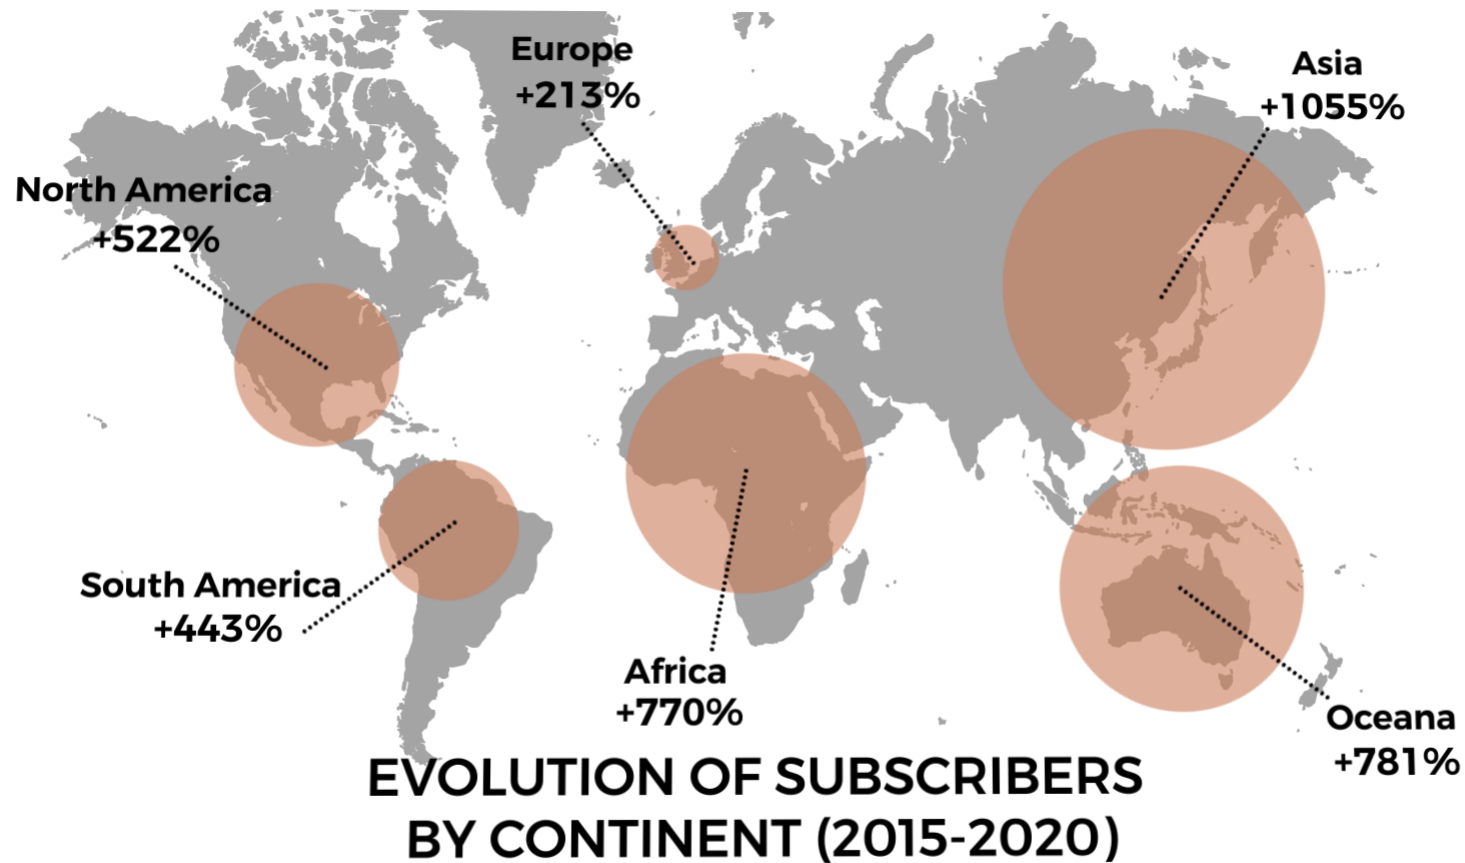 Europe
+213%
Asia
+1055%
North America
+522%
South America
+443%
Africa
+770%
Oceana
+781%
EVOLUTION OF SUBSCRIBERS
BY CONTINENT (2015-2020)